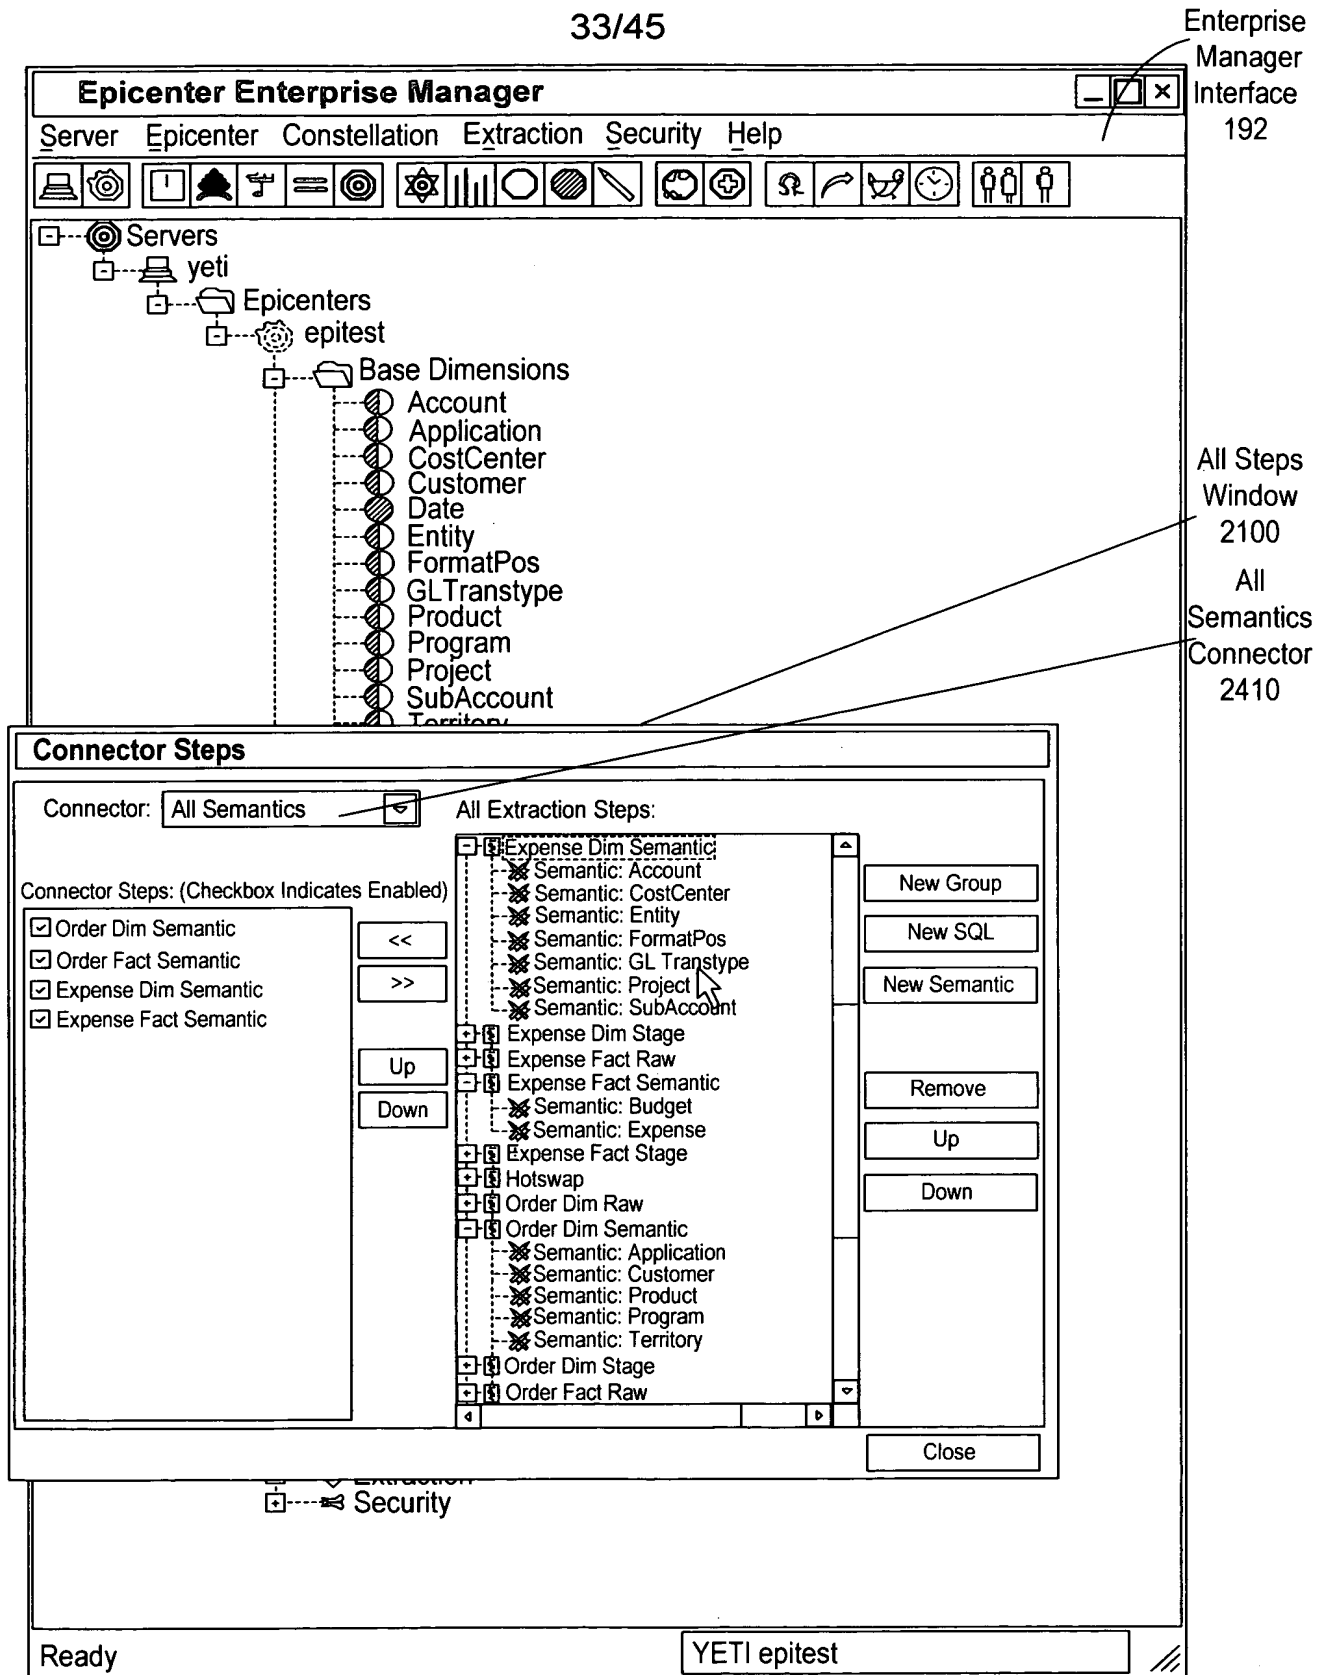 33/45
Enterprise
Manager
Interface
192
Epicenter Enterprise Manager
Server Epicenter Constellation Extraction Security Help
Servers
yeti
Epicenters
epitest
Base Dimensions
Account
Application
CostCenter
Customer
Date
Entity
FormatPos
GLTranstype
Product
Program
Project
SubAccount
Territory
All Steps
Window
2100
All
Semantics
Connector
2410
Connector Steps
Connector: All Semantics
Connector Steps: (Checkbox Indicates Enabled)
Order Dim Semantic
Order Fact Semantic
Expense Dim Semantic
Expense Fact Semantic
<<
>>
Up
Down
All Extraction Steps:
Expense Dim Semantic
Semantic: Account
Semantic: CostCenter
Semantic: Entity
Semantic: FormatPos
Semantic: GL Transtype
Semantic: Project
Semantic: SubAccount
Expense Dim Stage
Expense Fact Raw
Expense Fact Semantic
Semantic: Budget
Semantic: Expense
Expense Fact Stage
Hotswap
Order Dim Raw
Order Dim Semantic
Semantic: Application
Semantic: Customer
Semantic: Product
Semantic: Program
Semantic: Territory
Order Dim Stage
Order Fact Raw
New Group
New SQL
New Semantic
Remove
Up
Down
Close
Extraction
Security
Ready
YETI epitest